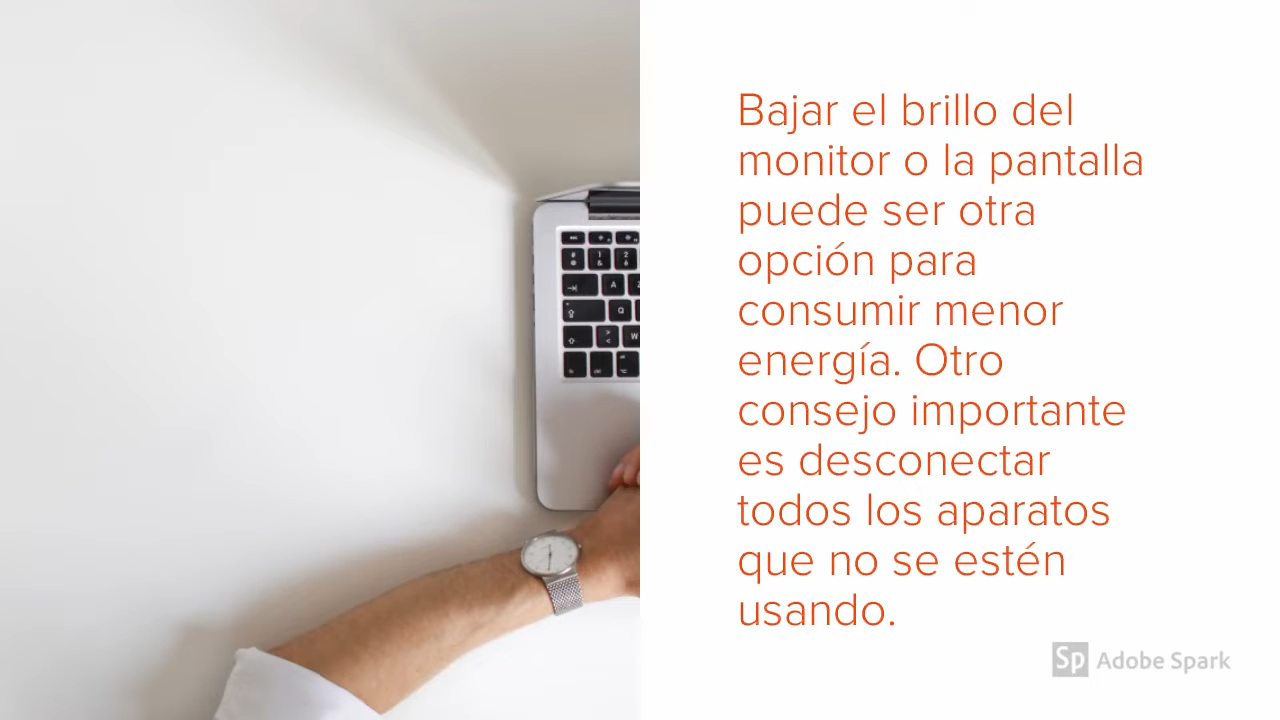 Bajar el brillo del
monitor o la pantalla
puede ser otra
opción para
consumir menor
energía. Otro
consejo importante
es desconectar
todos los aparatos
que no se estén
usando.
Sp Adobe Spark